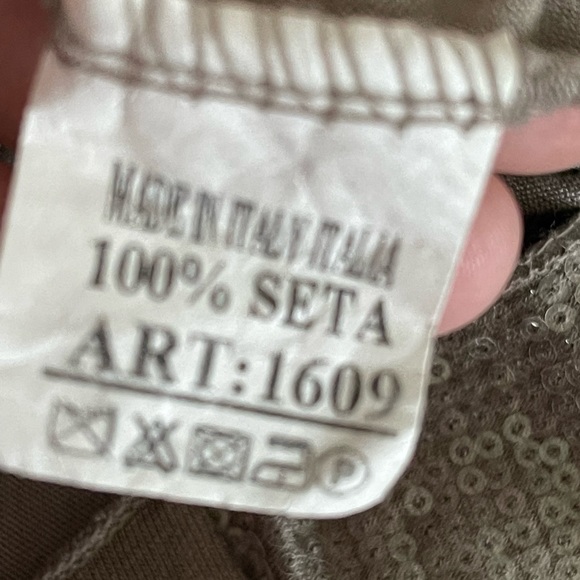 MADE IN ITALY ITALIA
100% SETA
ART:1609
P